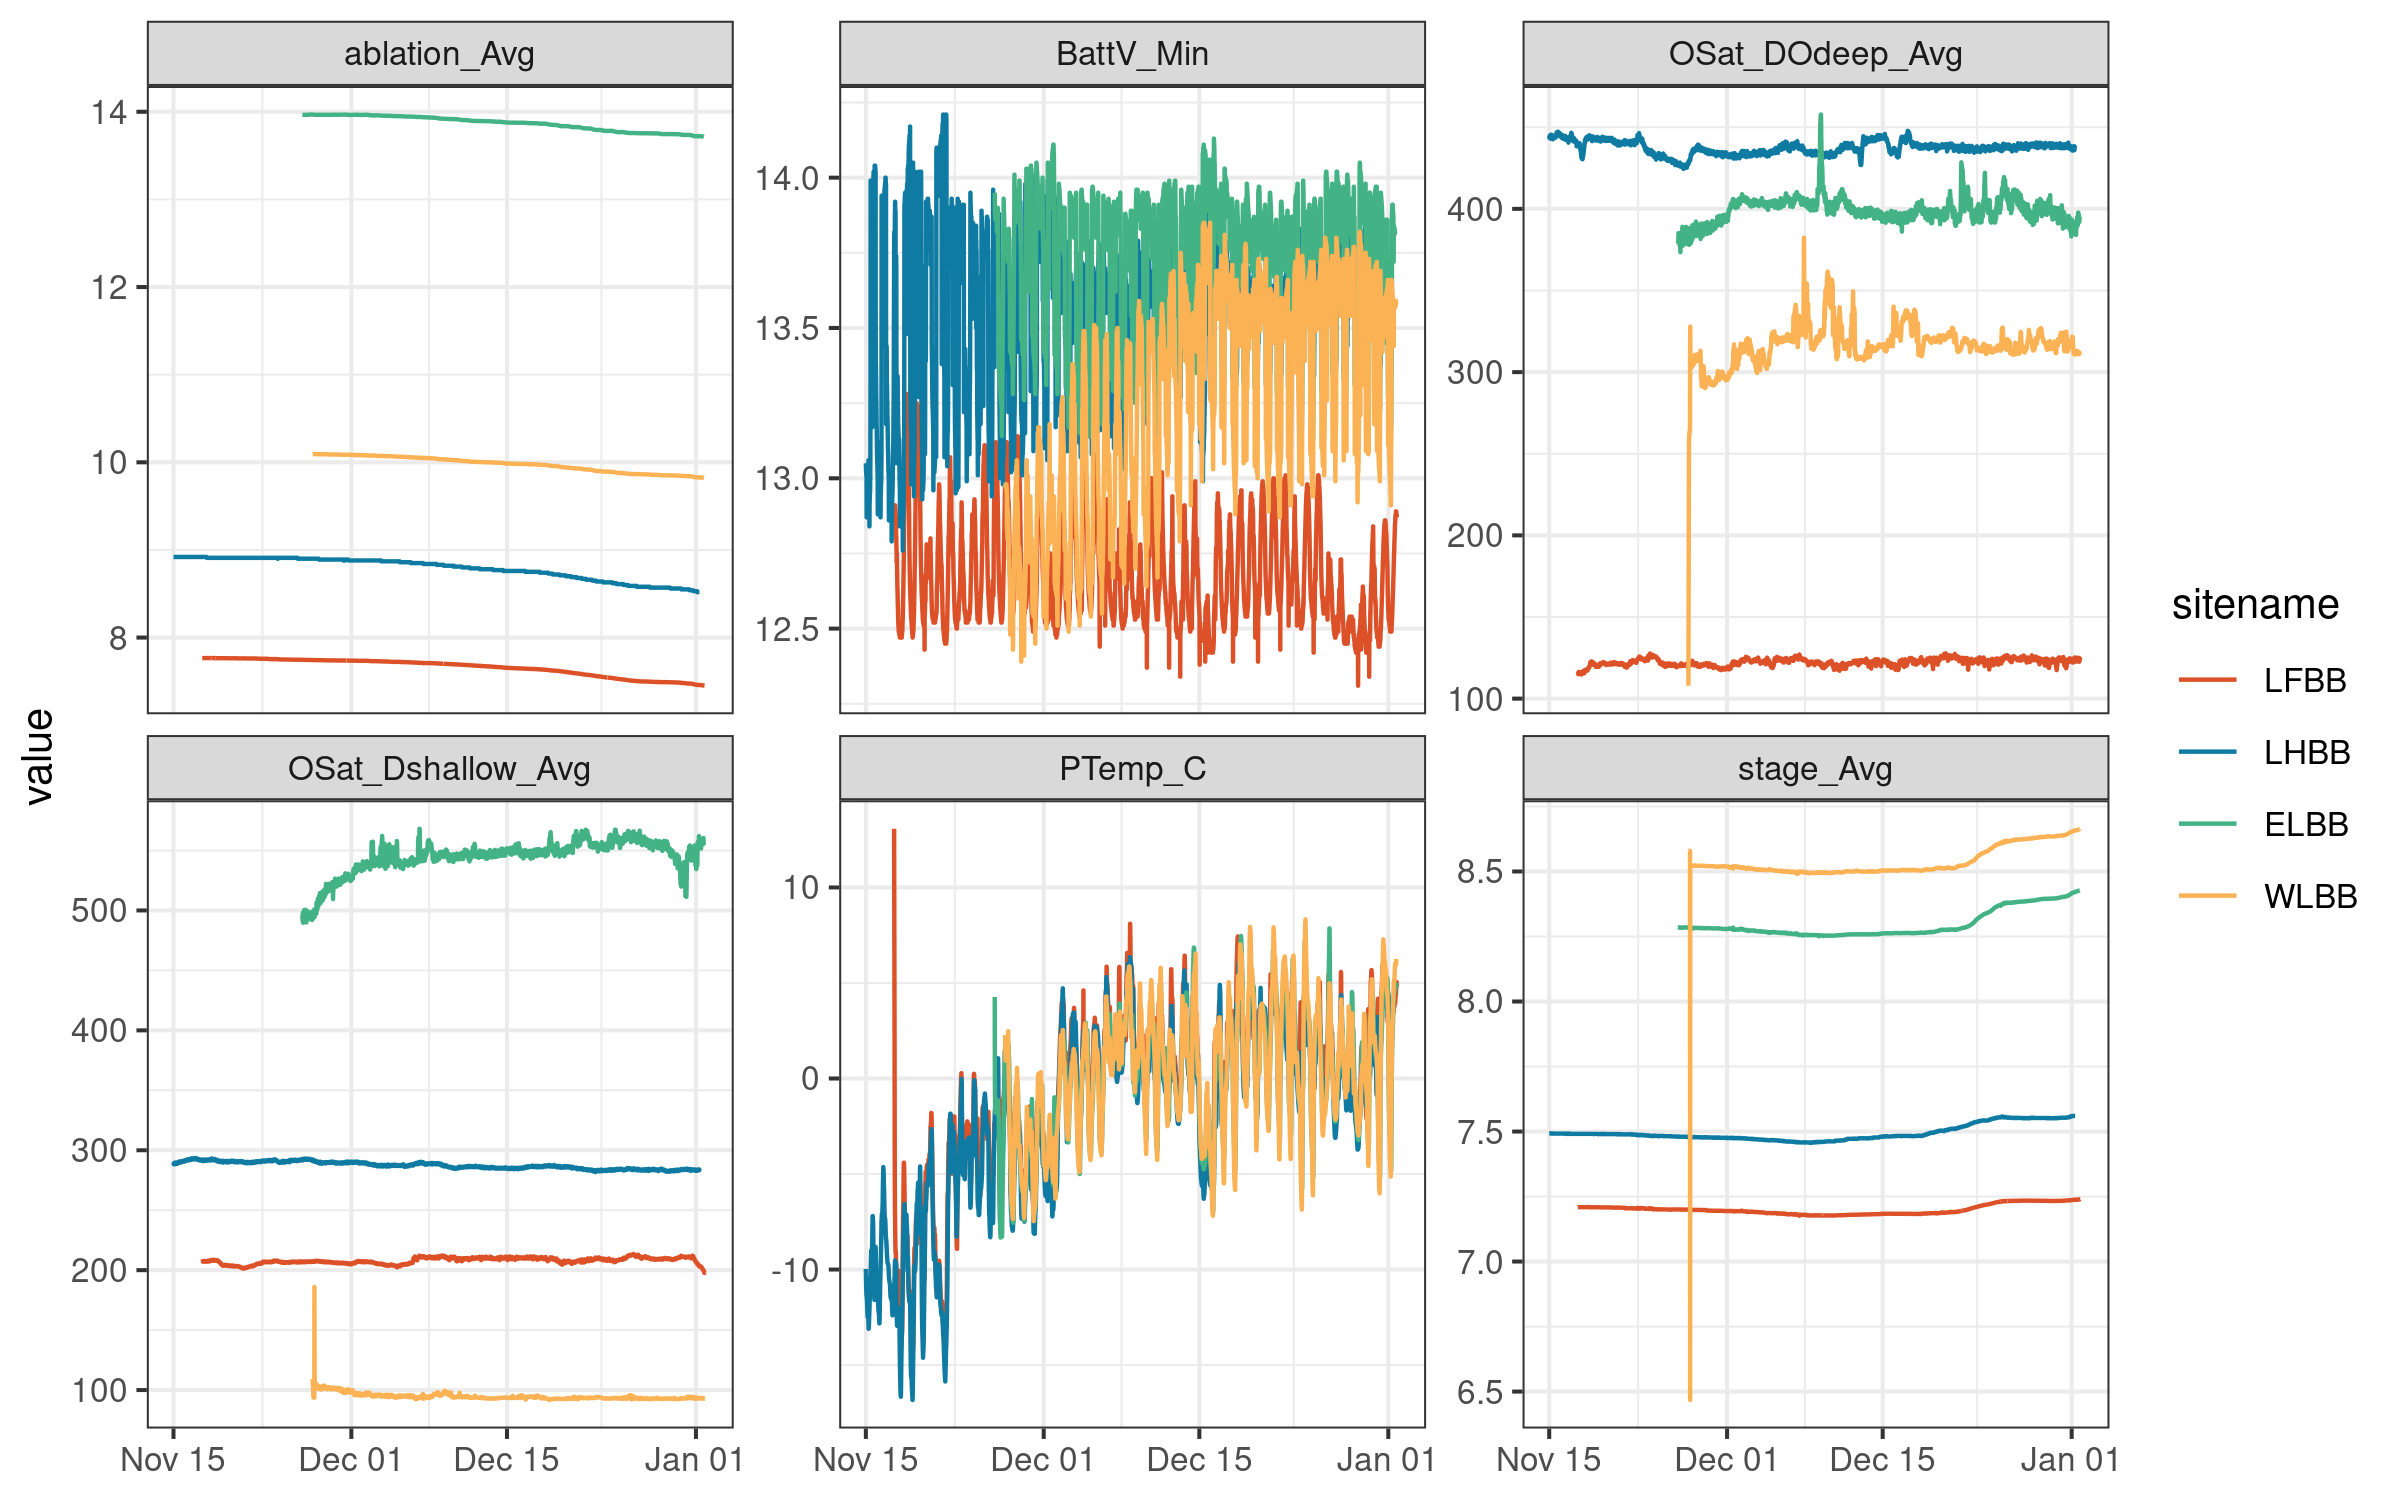 ablation_Avg
BattV_Min
OSat_DOdeep_Avg
14
12
10
8
14.0
13.5
13.0
12.5
400
300
200
100
value
OSat_Dshallow_Avg
PTemp_C
stage_Avg
500
400
300
200
100
10
0
-10
8.5
8.0
7.5
7.0
6.5
Nov 15
Dec 01
Dec 15
Jan 01
Nov 15
Dec 01
Dec 15
Jan 01
Nov 15
Dec 01
Dec 15
Jan 01
sitename
LFBB
LHBB
ELBB
WLBB